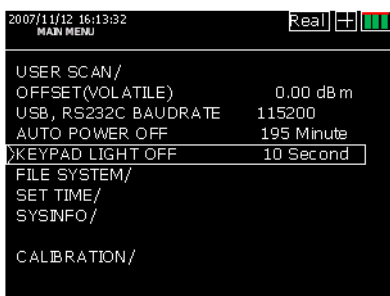 2007/11/12 16:13:32 Real
MAIN MENU
USER SCAN/
OFFSET(VOLATILE) 0.00 dBm
USB, RS232C BAUDRATE 115200
AUTO POWER OFF 195 Minute
>KEYPAD LIGHT OFF 10 Second
FILE SYSTEM/
SET TIME/
SYSINFO/
CALIBRATION/